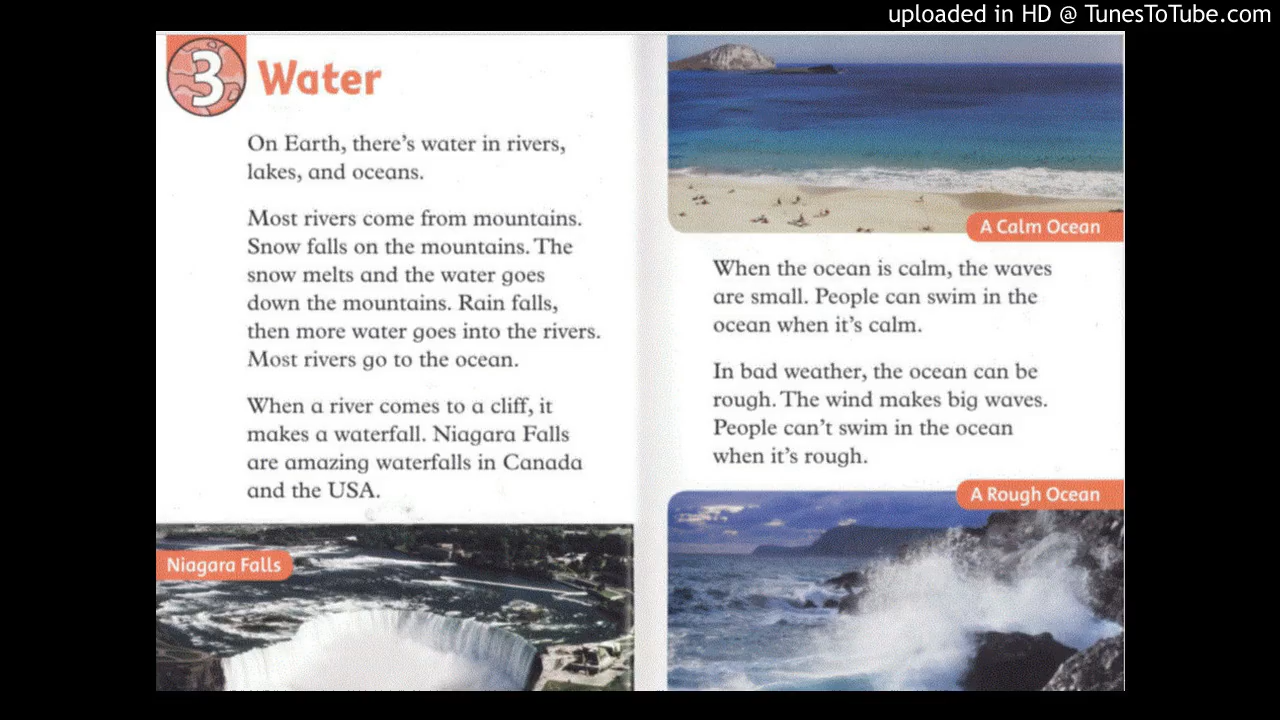 uploaded in HD @ TunesToTube.com
3 Water
On Earth, there's water in rivers,
lakes, and oceans.
Most rivers come from mountains.
Snow falls on the mountains. The
snow melts and the water goes
down the mountains. Rain falls,
then more water goes into the rivers.
Most rivers go to the ocean.
When a river comes to a cliff, it
makes a waterfall. Niagara Falls
are amazing waterfalls in Canada
and the USA.
Niagara Falls
A Calm Ocean
When the ocean is calm, the waves
are small. People can swim in the
ocean when it's calm.
In bad weather, the ocean can be
rough. The wind makes big waves.
People can't swim in the ocean
when it's rough.
A Rough Ocean